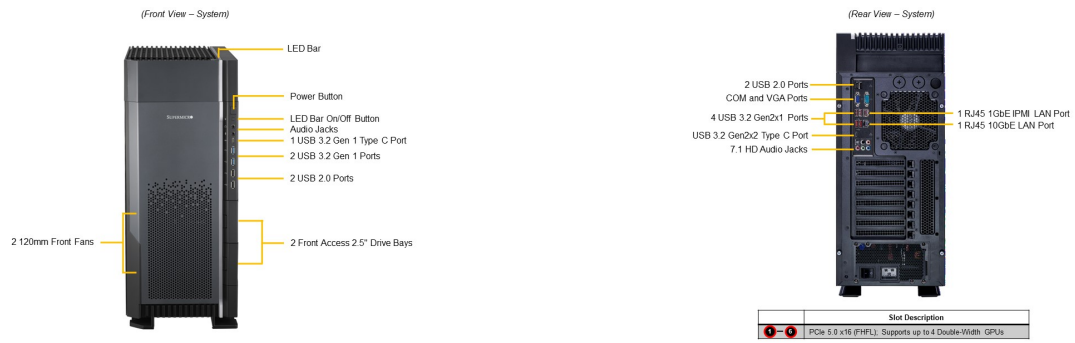 (Front View – System)
LED Bar
Power Button
SUPERMICRO
LED Bar On/Off Button
Audio Jacks
1 USB 3.2 Gen 1 Type C Port
2 USB 3.2 Gen 1 Ports
2 USB 2.0 Ports
2 120mm Front Fans
2 Front Access 2.5" Drive Bays
(Rear View – System)
2 USB 2.0 Ports
COM and VGA Ports
4 USB 3.2 Gen2x1 Ports
USB 3.2 Gen2x2 Type C Port
7.1 HD Audio Jacks
1 RJ45 1GbE IPMI LAN Port
1 RJ45 10GbE LAN Port
Slot Description
1 – 6 PCIe 5.0 x16 (FHFL); Supports up to 4 Double-Width GPUs